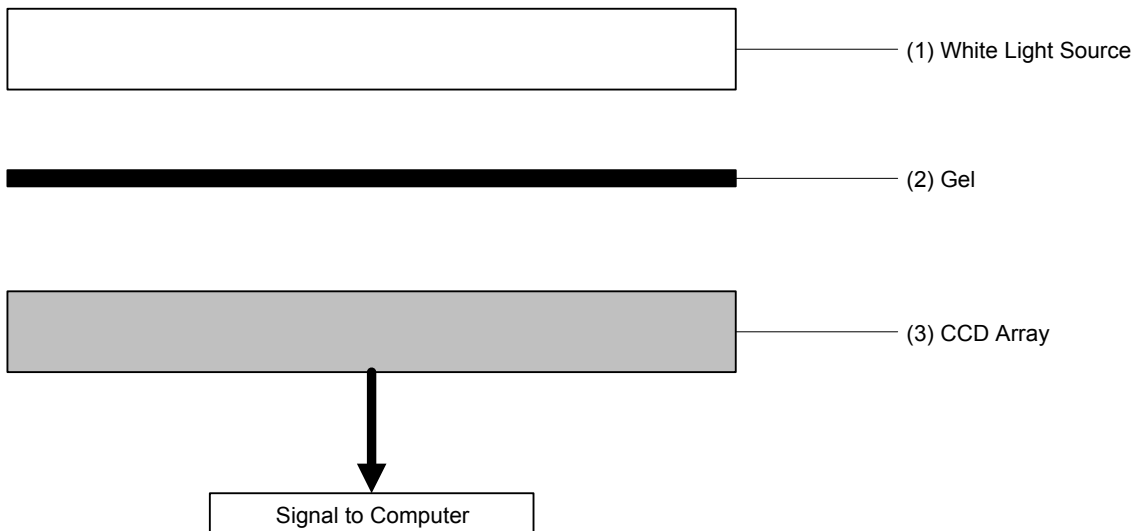 (1) White Light Source
(2) Gel
(3) CCD Array
Signal to Computer